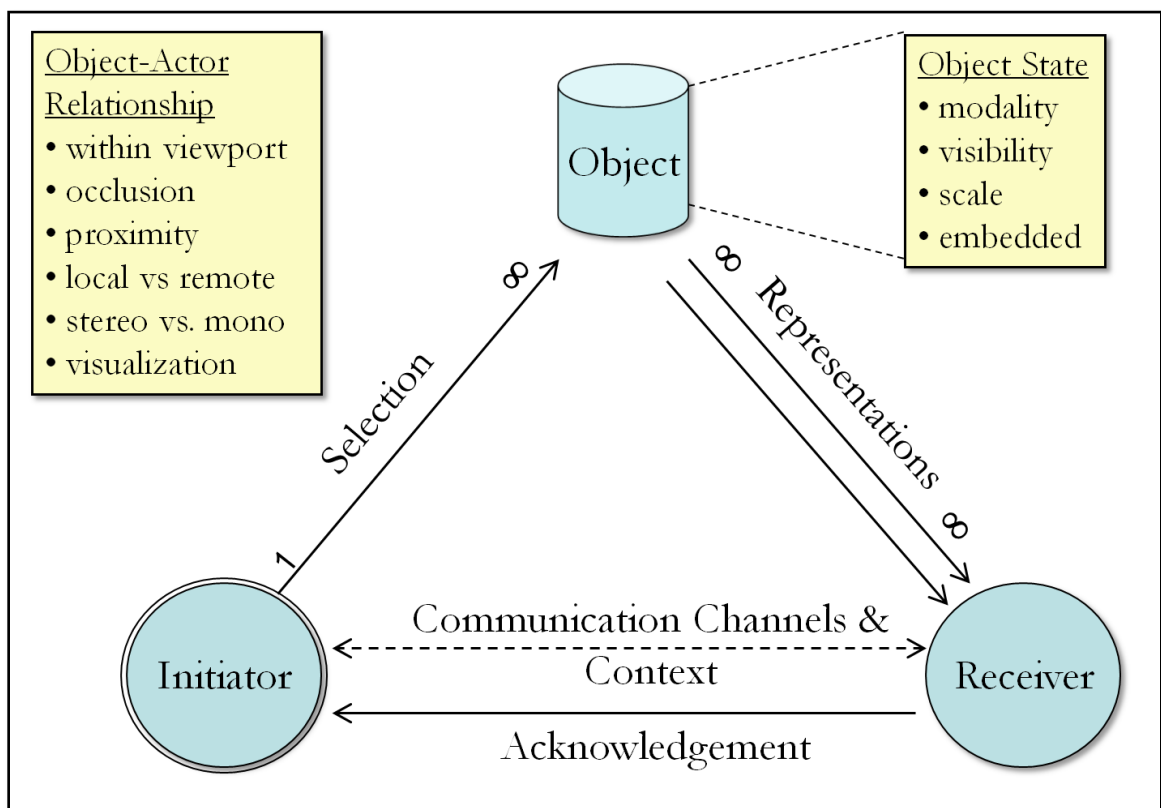 Object-Actor
Relationship
• within viewport
• occlusion
• proximity
• local vs remote
• stereo vs. mono
• visualization
Object
Object State
• modality
• visibility
• scale
• embedded
Selection
1
∞
∞ Representations ∞
Initiator
Communication Channels &
Context
Acknowledgement
Receiver